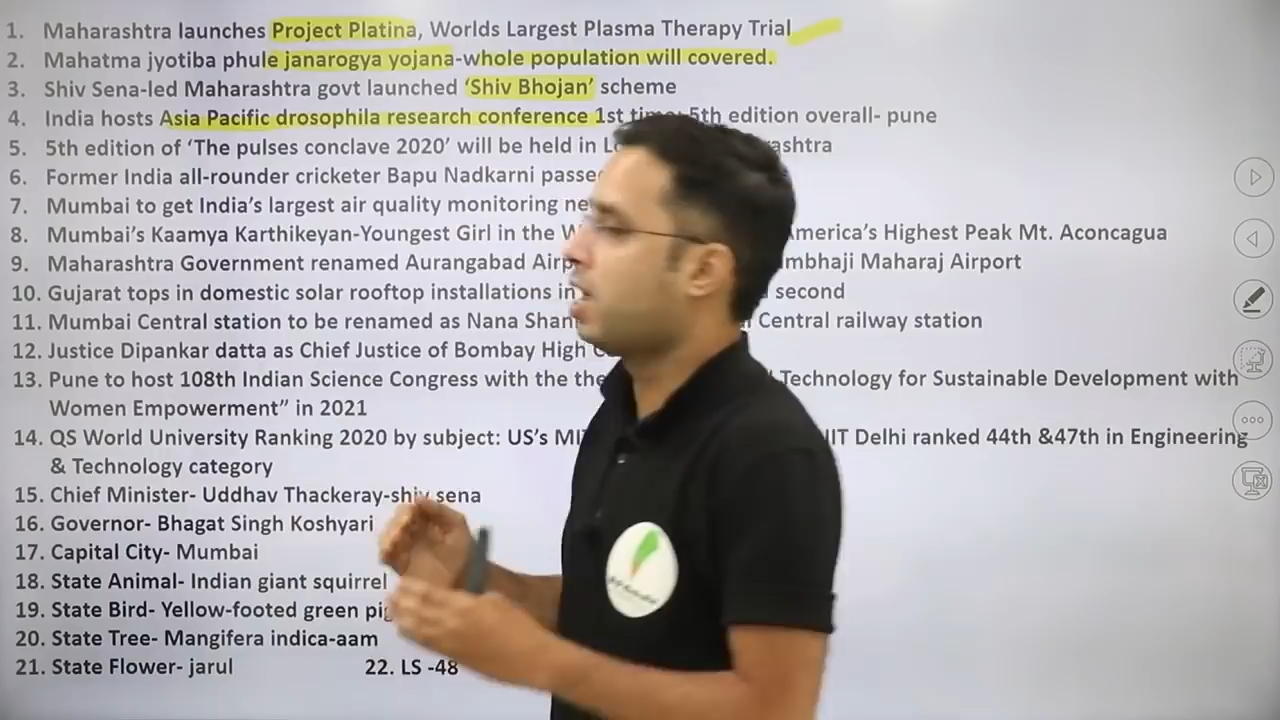 1. Maharashtra launches Project Platina, Worlds Largest Plasma Therapy Trial
2. Mahatma jyotiba phule janarogya yojana-whole population will covered.
3. Shiv Sena-led Maharashtra govt launched ‘Shiv Bhojan’ scheme
4. India hosts Asia Pacific drosophila research conference 1st time; 5th edition overall- pune
5. 5th edition of ‘The pulses conclave 2020’ will be held in
6. Former India all-rounder cricketer Bapu Nadkarni
7. Mumbai to get India’s largest air quality monitoring
8. Mumbai’s Kaamya Karthikeyan-Youngest Girl in the America’s Highest Peak Mt. Aconcagua
9. Maharashtra Government renamed Aurangabad Maharaj Airport
10. Gujarat tops in domestic solar rooftop installations in second
11. Mumbai Central station to be renamed as Nana Central railway station
12. Justice Dipankar datta as Chief Justice of Bombay High
13. Pune to host 108th Indian Science Congress with the Technology for Sustainable Development with
Women Empowerment” in 2021
14. QS World University Ranking 2020 by subject: US’s IIT Delhi ranked 44th &47th in Engineering
& Technology category
15. Chief Minister- Uddhav Thackeray-shiv sena
16. Governor- Bhagat Singh Koshyari
17. Capital City- Mumbai
18. State Animal- Indian giant squirrel
19. State Bird- Yellow-footed green
20. State Tree- Mangifera indica-aam
21. State Flower- jarul 22. LS -48